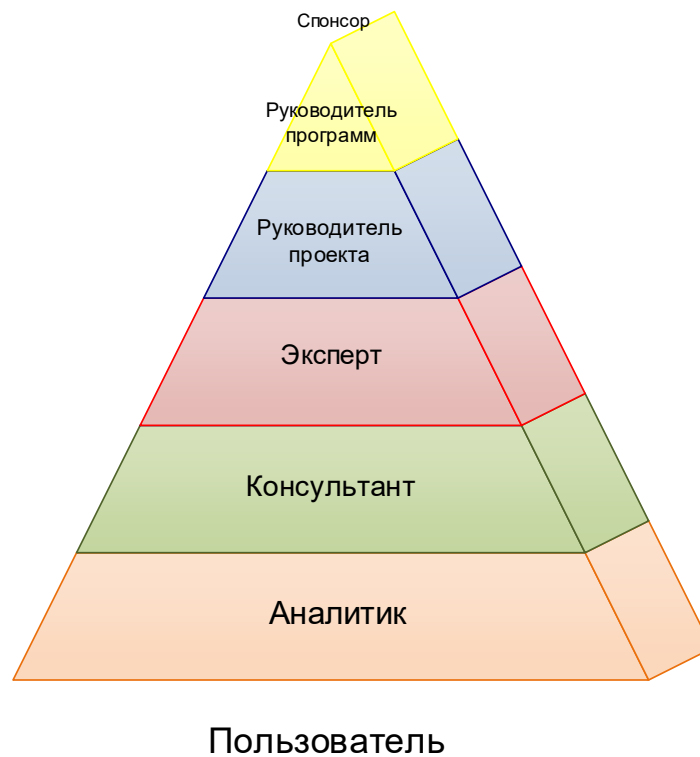 Спонсор
Руководитель
программ
Руководитель
проекта
Эксперт
Консультант
Аналитик
Пользователь